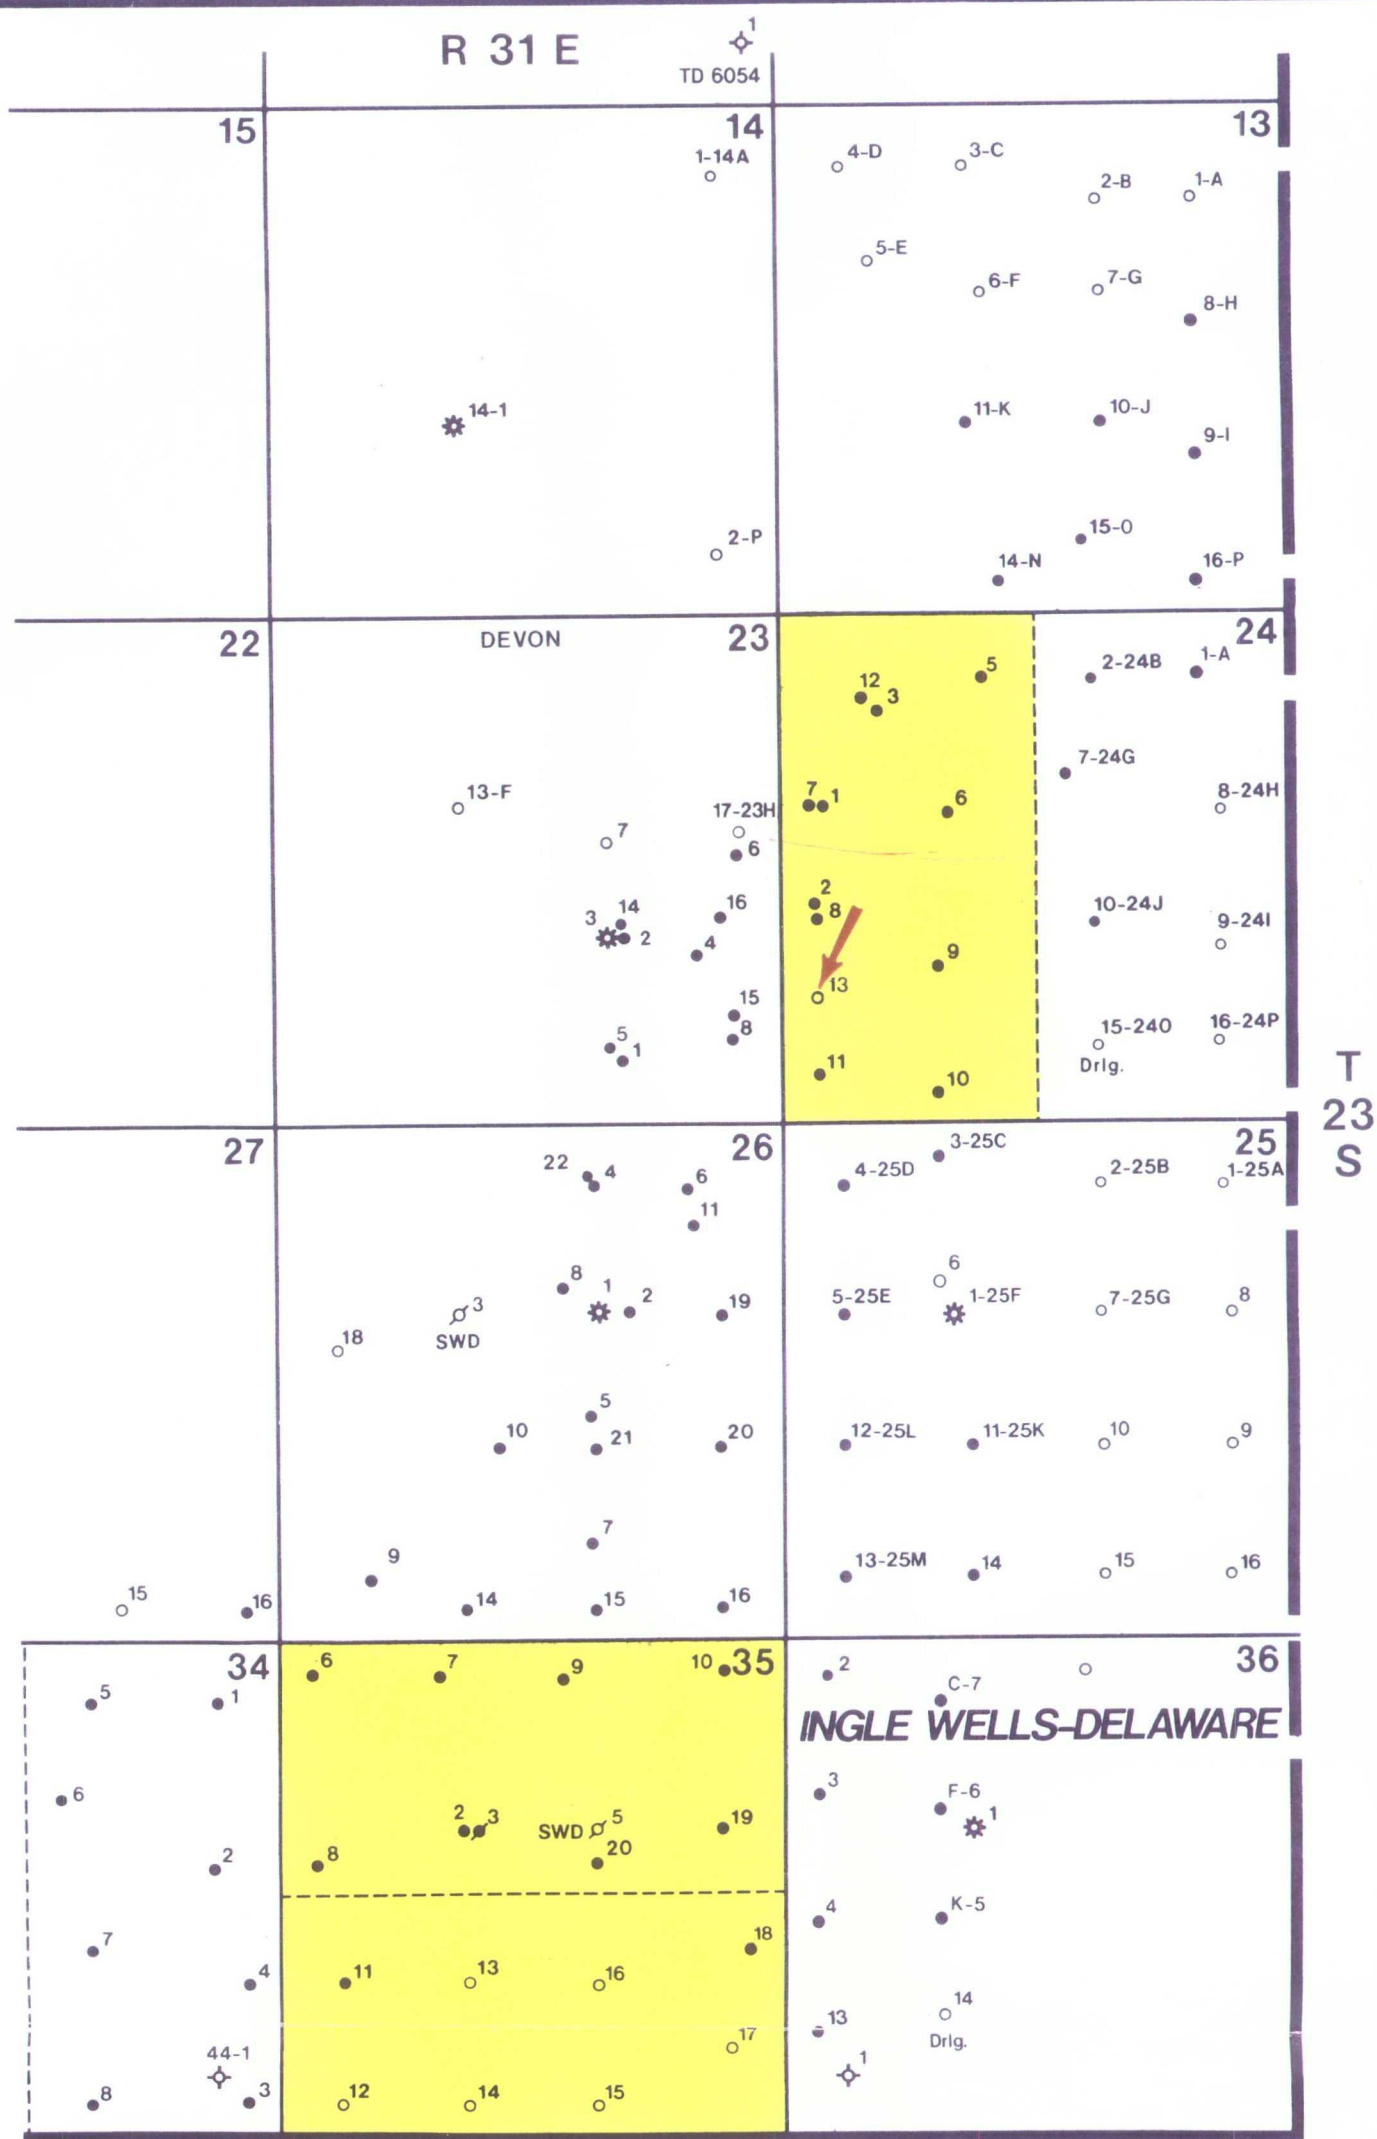 R 31 E
1
TD 6054
15
14
13
1-14A
4-D
3-C
2-B
1-A
5-E
6-F
7-G
8-H
14-1
11-K
10-J
9-I
2-P
15-0
14-N
16-P
22
DEVON
23
24
12
3
5
2-24B
1-A
7-24G
13-F
7
17-23H
6
7
1
6
8-24H
3
14
2
16
4
2
8
9
10-24J
9-24I
13
15
8
5
1
11
10
15-240
Drlg.
16-24P
T
23
S
27
26
25
22
4
6
11
4-25D
3-25C
2-25B
1-25A
8
1
2
19
3
SWD
18
5-25E
6
1-25F
7-25G
8
5
10
21
20
12-25L
11-25K
10
9
7
9
13-25M
14
15
16
15
16
14
15
16
34
35
36
5
1
6
7
9
10
2
C-7
INGLE WELLS-DELAWARE
6
2
3
SWD
5
20
19
3
F-6
1
2
8
4
K-5
7
4
11
13
16
18
13
14
Drlg.
17
44-1
1
8
3
12
14
15